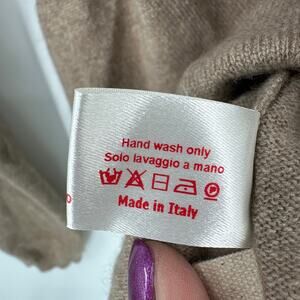 Hand wash only
Solo lavaggio a mano
P
Made in Italy